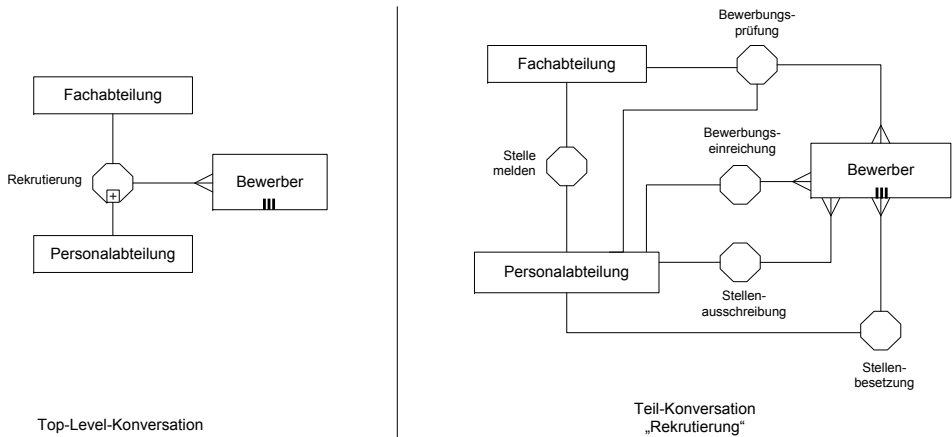 Fachabteilung
Rekrutierung
Bewerber
Personalabteilung
Top-Level-Konversation
Bewerbungs-
prüfung
Fachabteilung
Stelle
melden
Bewerbungs-
einreichung
Bewerber
Personalabteilung
Stellen-
ausschreibung
Stellen-
besetzung
Teil-Konversation
„Rekrutierung“